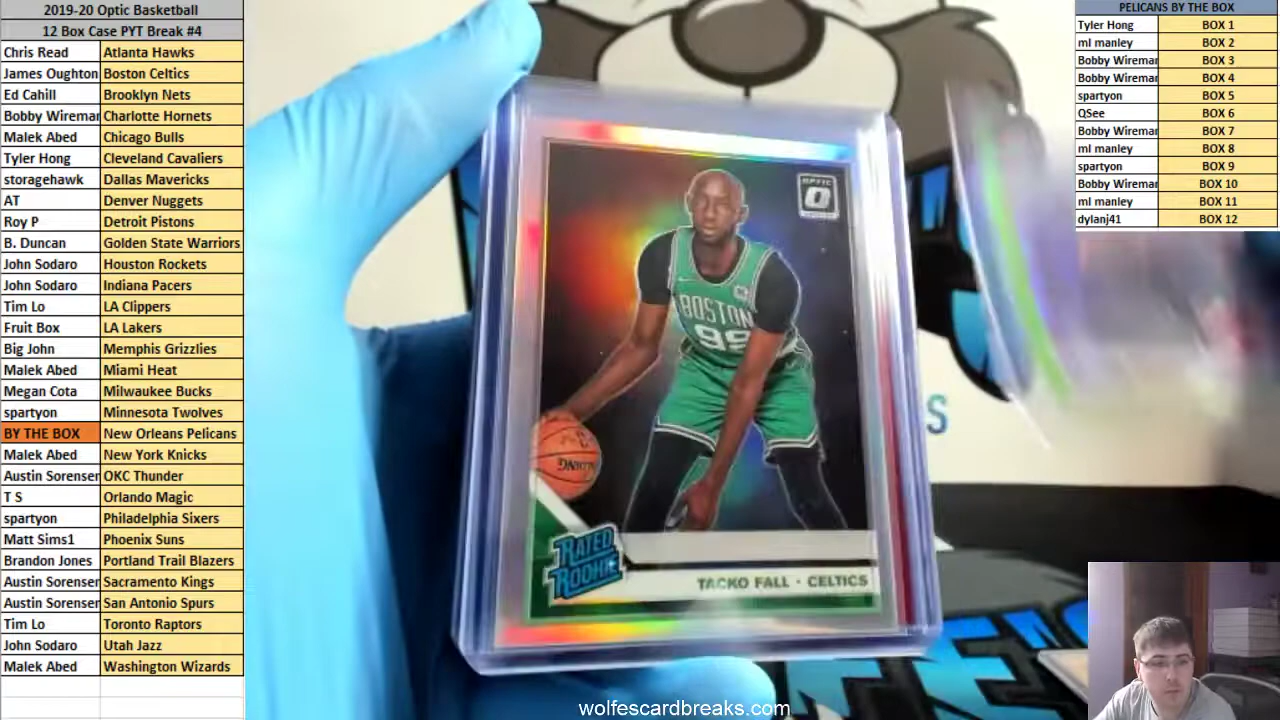 2019-20 Optic Basketball
12 Box Case PYT Break #4
Chris Read Atlanta Hawks
James Oughton Boston Celtics
Ed Cahill Brooklyn Nets
Bobby Wireman Charlotte Hornets
Malek Abed Chicago Bulls
Tyler Hong Cleveland Cavaliers
storagehawk Dallas Mavericks
AT Denver Nuggets
Roy P Detroit Pistons
B. Duncan Golden State Warriors
John Sodaro Houston Rockets
John Sodaro Indiana Pacers
Tim Lo LA Clippers
Fruit Box LA Lakers
Big John Memphis Grizzlies
Malek Abed Miami Heat
Megan Cota Milwaukee Bucks
spartyon Minnesota Twolves
BY THE BOX New Orleans Pelicans
Malek Abed New York Knicks
Austin Sorensen OKC Thunder
T S Orlando Magic
spartyon Philadelphia Sixers
Matt Sims1 Phoenix Suns
Brandon Jones Portland Trail Blazers
Austin Sorensen Sacramento Kings
Austin Sorensen San Antonio Spurs
Tim Lo Toronto Raptors
John Sodaro Utah Jazz
Malek Abed Washington Wizards
OPTIC
O
BOSTON
99
SPALDING
RATED
ROOKIE
TACKO FALL · CELTICS
S
wolfescardbreaks.com
PELICANS BY THE BOX
Tyler Hong BOX 1
ml manley BOX 2
Bobby Wireman BOX 3
Bobby Wireman BOX 4
spartyon BOX 5
QSee BOX 6
Bobby Wireman BOX 7
ml manley BOX 8
spartyon BOX 9
Bobby Wireman BOX 10
ml manley BOX 11
dylanj41 BOX 12